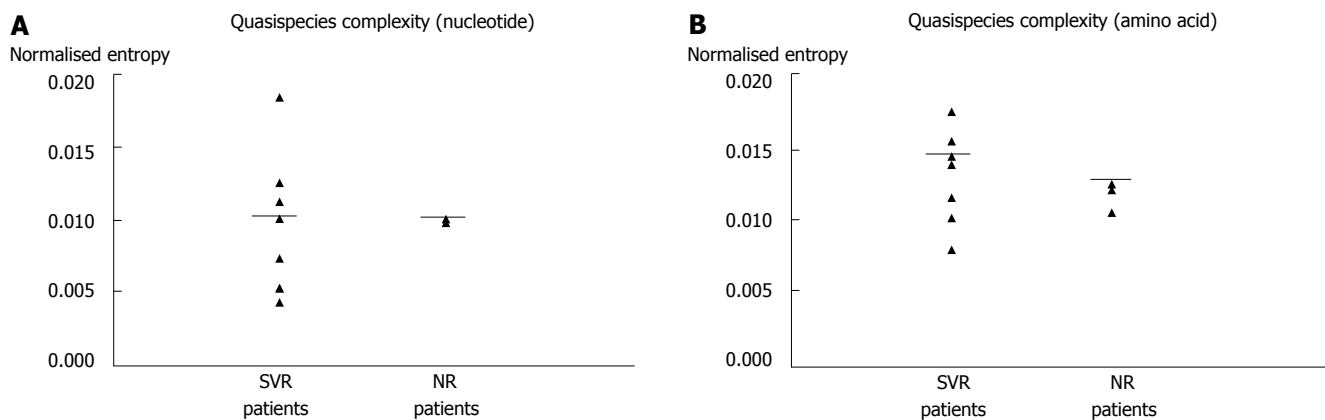 A
Quasispecies complexity (nucleotide)
Normalised entropy
0.020
0.015
0.010
0.005
0.000
SVR
patients
NR
patients
B
Quasispecies complexity (amino acid)
Normalised entropy
0.020
0.015
0.010
0.005
0.000
SVR
patients
NR
patients